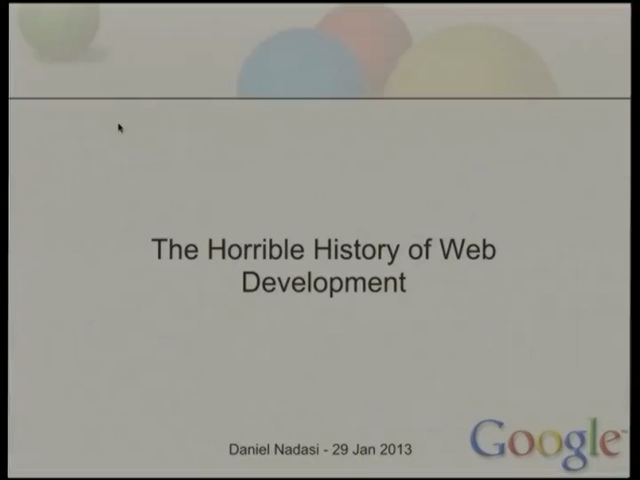 The Horrible History of Web
Development
Daniel Nadasi - 29 Jan 2013
Google